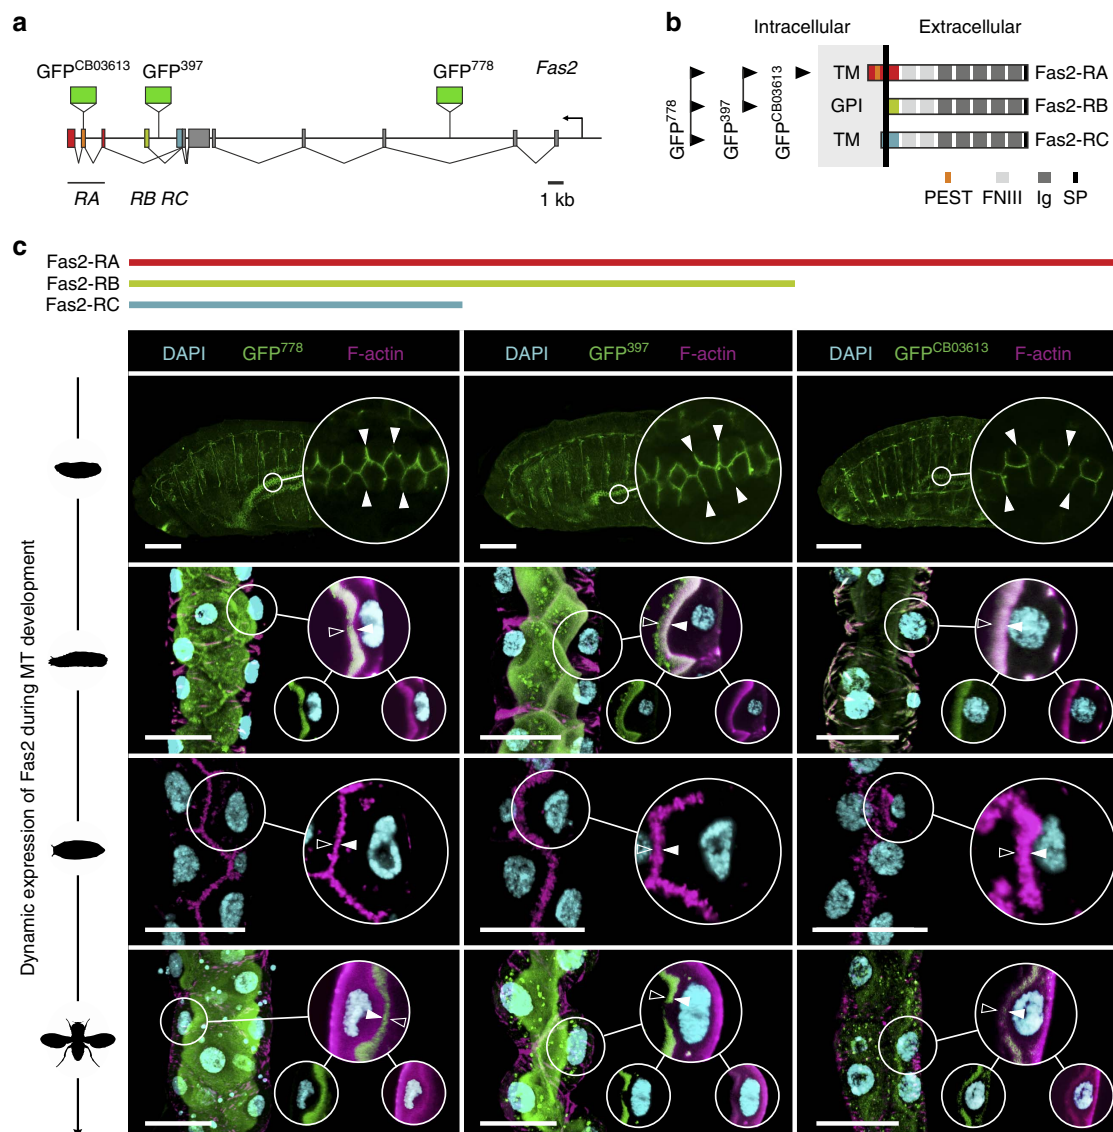 a
GFP^CB03613 GFP^397 GFP^778 Fas2
RA RB RC 1 kb
b
Intracellular Extracellular
GFP^778
GFP^397
GFP^CB03613
TM Fas2-RA
GPI Fas2-RB
TM Fas2-RC
PEST FNIII Ig SP
c
Fas2-RA
Fas2-RB
Fas2-RC
DAPI GFP^778 F-actin DAPI GFP^397 F-actin DAPI GFP^CB03613 F-actin
Dynamic expression of Fas2 during MT development